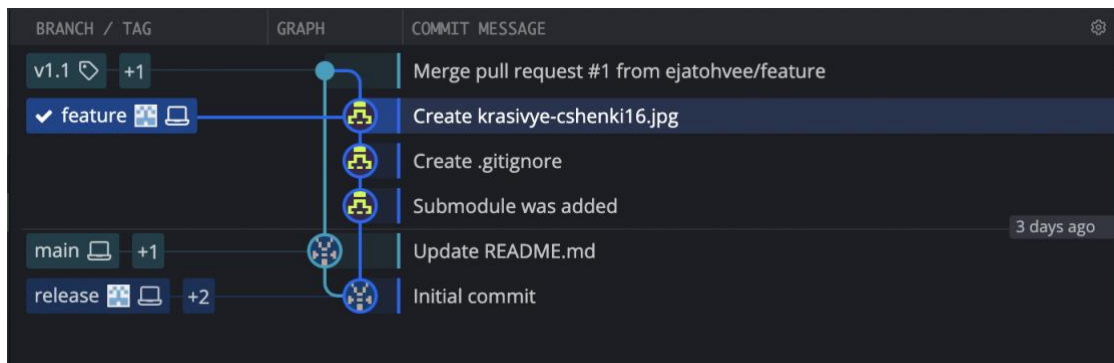 BRANCH / TAG GRAPH COMMIT MESSAGE
v1.1 +1 Merge pull request #1 from ejatohvee/feature
feature Create krasivye-cshenki16.jpg
Create .gitignore
Submodule was added
3 days ago
main +1 Update README.md
release +2 Initial commit